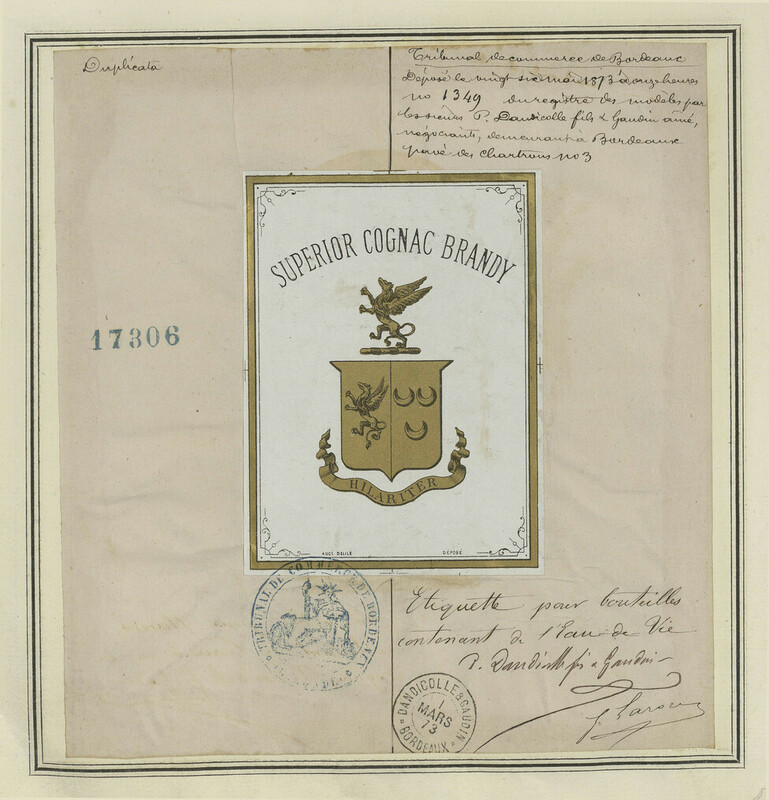 Duplicata
Tribunal de commerce de Bordeaux
Déposé le vingt six mai 1873 à onze heures
no 1349 du registre des modèles par
les sieurs P. Dandicolle fils & Gaudin aîné,
négociants, demeurant à Bordeaux
pavé des Chartrons no 3
SUPERIOR COGNAC BRANDY
17306
HILARITER
AUGE DELILE
DÉPOSÉ
TRIBUNAL DE COMMERCE DE BORDEAUX
Etiquette pour bouteilles
contenant de l'Eau de Vie
P. Dandicolle fils & Gaudin
DANDICOLLE & GAUDIN
1
MARS
73
BORDEAUX